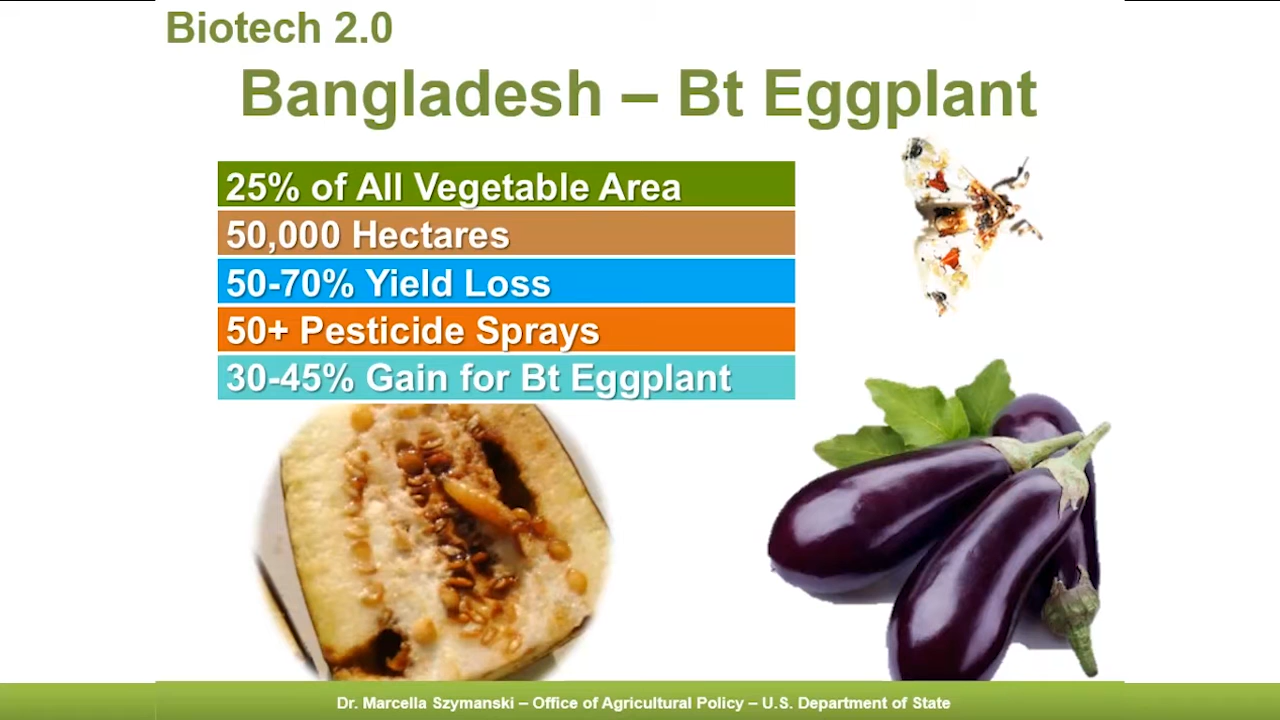 Biotech 2.0
Bangladesh – Bt Eggplant
25% of All Vegetable Area
50,000 Hectares
50-70% Yield Loss
50+ Pesticide Sprays
30-45% Gain for Bt Eggplant
Dr. Marcella Szymanski – Office of Agricultural Policy – U.S. Department of State